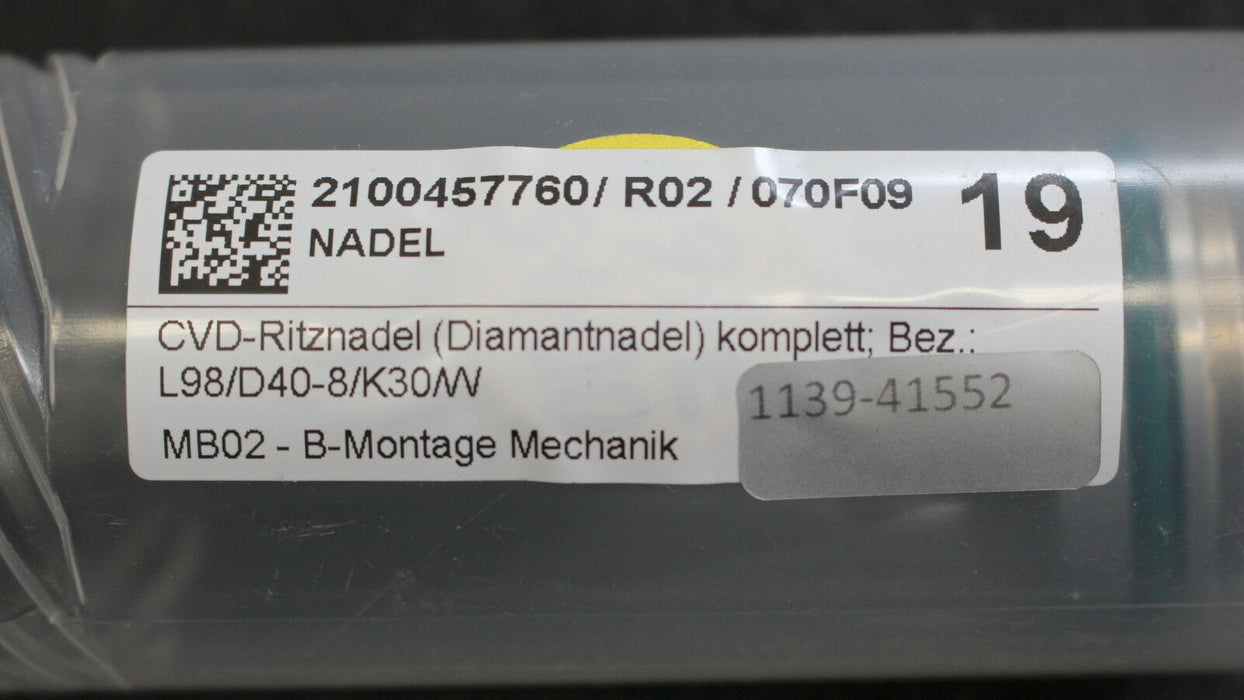 2100457760/ R02 / 070F09
19
NADEL
CVD-Ritznadel (Diamantnadel) komplett; Bez.:
L98/D40-8/K30/W
1139-41552
MB02 - B-Montage Mechanik